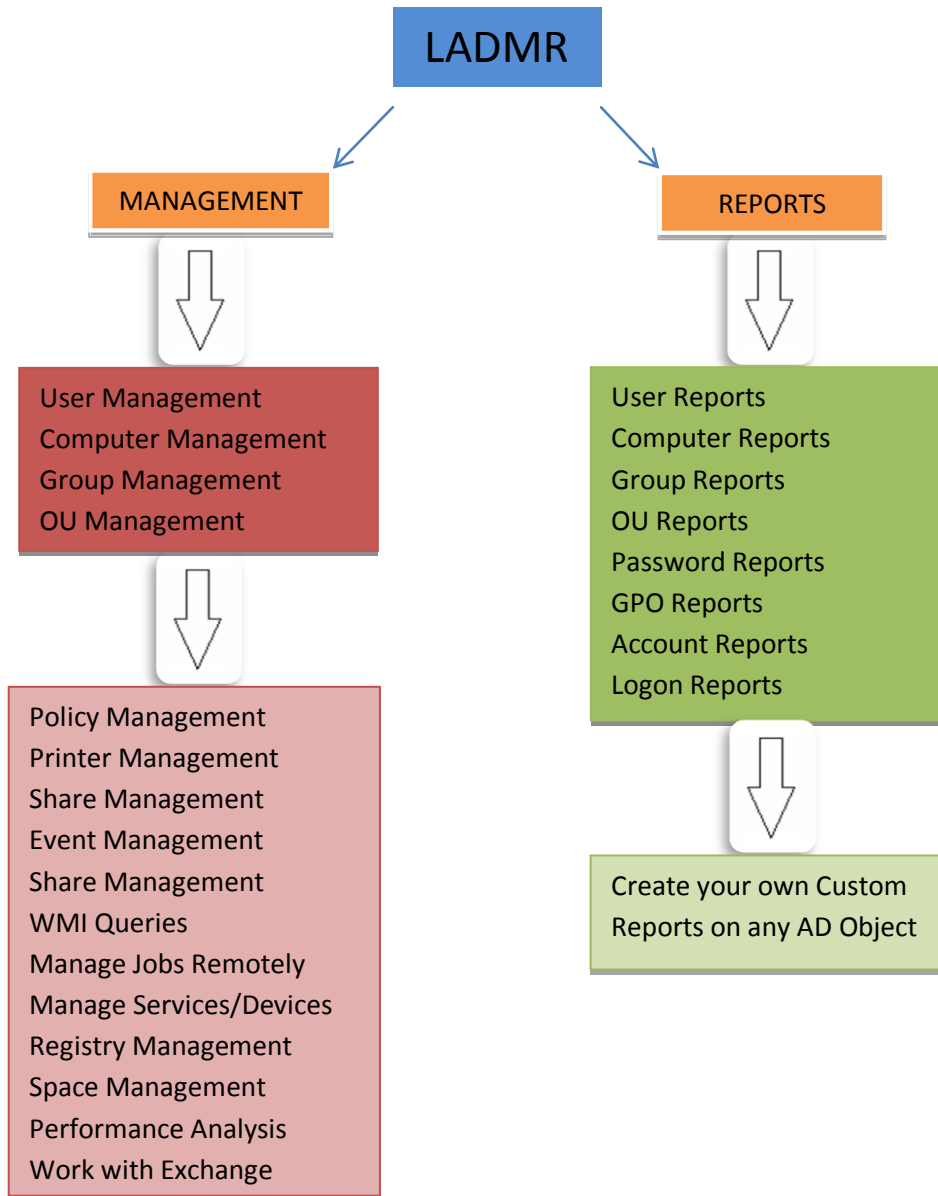 LADMR
MANAGEMENT
REPORTS
User Management
Computer Management
Group Management
OU Management
Policy Management
Printer Management
Share Management
Event Management
Share Management
WMI Queries
Manage Jobs Remotely
Manage Services/Devices
Registry Management
Space Management
Performance Analysis
Work with Exchange
User Reports
Computer Reports
Group Reports
OU Reports
Password Reports
GPO Reports
Account Reports
Logon Reports
Create your own Custom
Reports on any AD Object